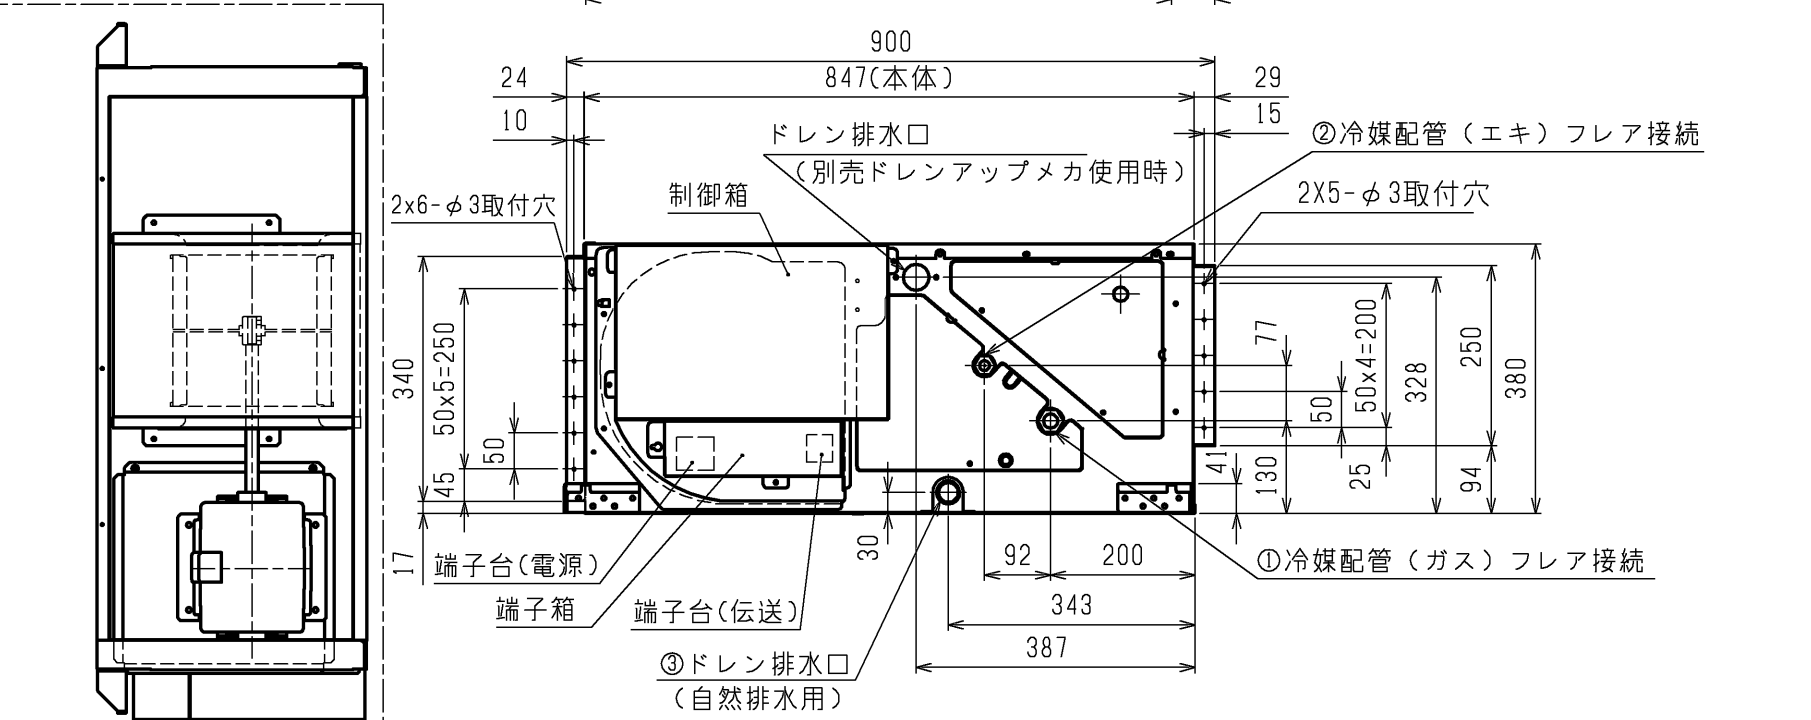 900
24
847(本体)
29
10
15
ドレン排水口
(別売ドレンアップメカ使用時)
②冷媒配管(エキ)フレア接続
制御箱
2x6-φ3取付穴
2X5-φ3取付穴
340
50x5=250
50
45
17
77
50
50x4=200
328
250
380
41
130
25
94
30
92
200
端子台(電源)
①冷媒配管(ガス)フレア接続
端子箱
端子台(伝送)
343
387
③ドレン排水口
(自然排水用)